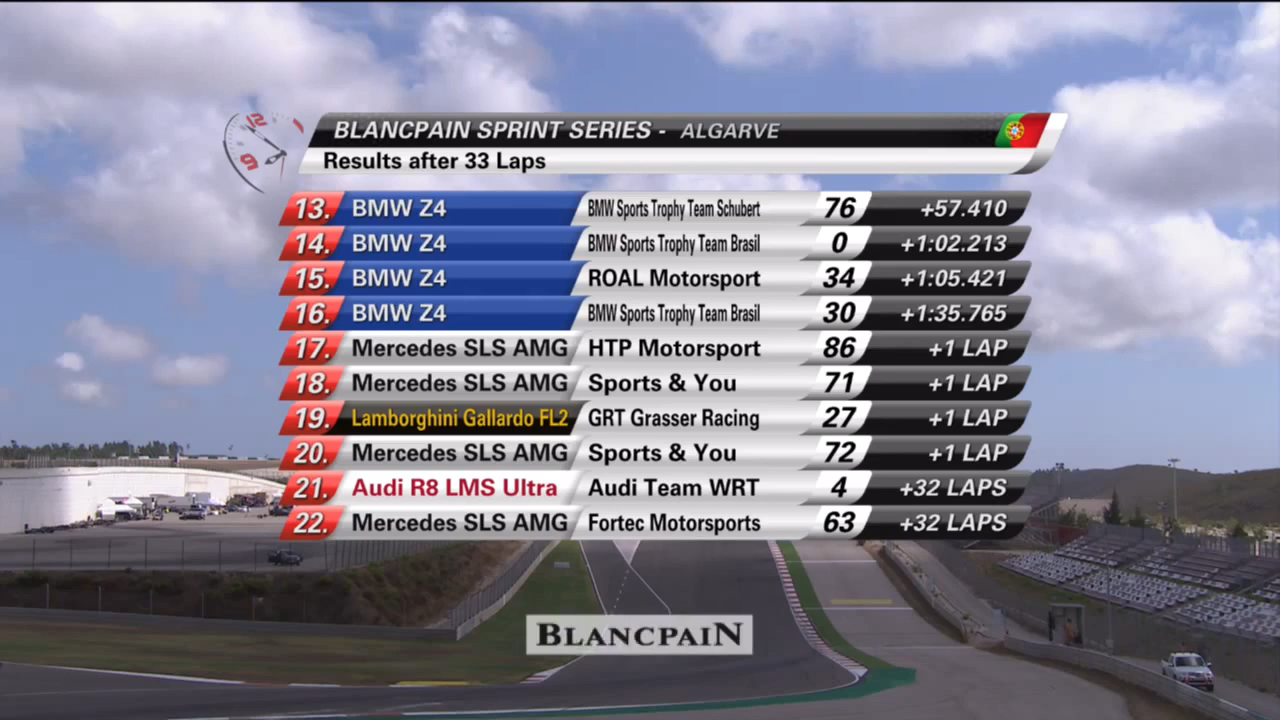 BLANCPAIN SPRINT SERIES - ALGARVE
Results after 33 Laps
13. BMW Z4 BMW Sports Trophy Team Schubert 76 +57.410
14. BMW Z4 BMW Sports Trophy Team Brasil 0 +1:02.213
15. BMW Z4 ROAL Motorsport 34 +1:05.421
16. BMW Z4 BMW Sports Trophy Team Brasil 30 +1:35.765
17. Mercedes SLS AMG HTP Motorsport 86 +1 LAP
18. Mercedes SLS AMG Sports & You 71 +1 LAP
19. Lamborghini Gallardo FL2 GRT Grasser Racing 27 +1 LAP
20. Mercedes SLS AMG Sports & You 72 +1 LAP
21. Audi R8 LMS Ultra Audi Team WRT 4 +32 LAPS
22. Mercedes SLS AMG Fortec Motorsports 63 +32 LAPS
BLANCPAIN
12
6